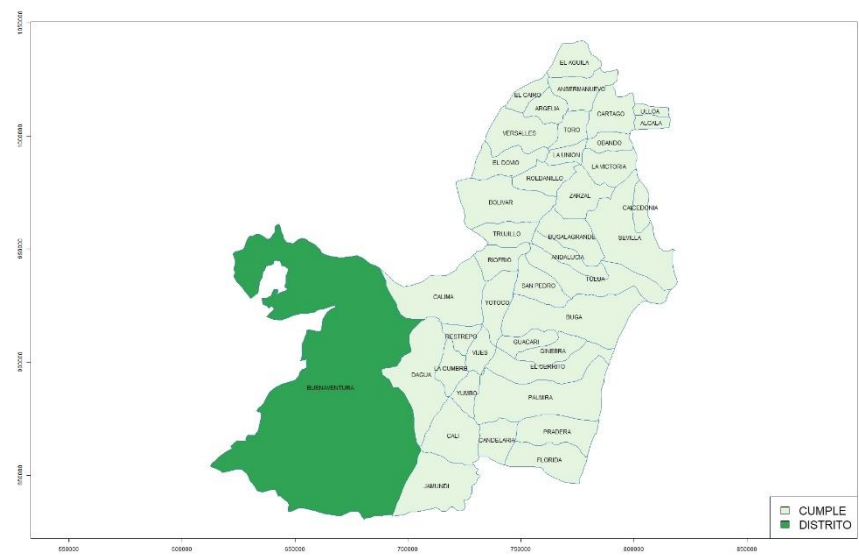 EL AGUILA
ANSERMANUEVO
EL CAIRO
ARGELIA
CARTAGO
ULLOA
ALCALA
VERSALLES
TORO
OBANDO
EL DOVIO
LA UNION
LA VICTORIA
ROLDANILLO
ZARZAL
BOLIVAR
CAICEDONIA
TRUJILLO
BUGALAGRANDE
SEVILLA
RIOFRIO
ANDALUCIA
TULUA
SAN PEDRO
CALIMA
YOTOCO
BUGA
RESTREPO
GUACARI
VIJES
GINEBRA
LA CUMBRE
DAGUA
EL CERRITO
BUENAVENTURA
YUMBO
PALMIRA
CALI
CANDELARIA
PRADERA
FLORIDA
JAMUNDI
CUMPLE
DISTRITO
650000
700000
750000
800000
850000